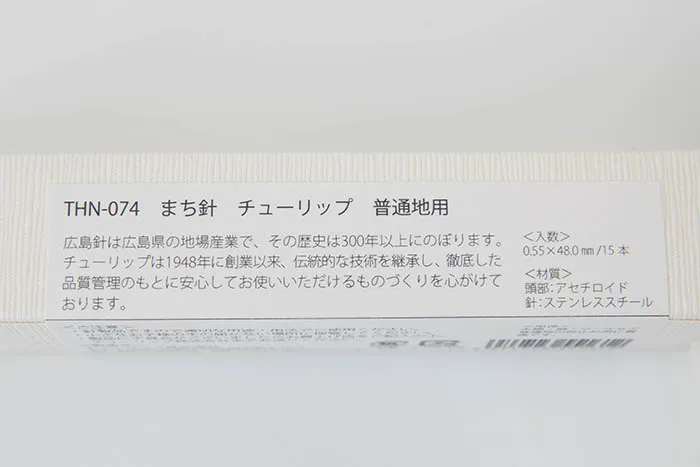 THN-074 まち針 チューリップ 普通地用
広島針は広島県の地場産業で、その歴史は300年以上にのぼります。
チューリップは1948年に創業以来、伝統的な技術を継承し、徹底した
品質管理のもとに安心してお使いいただけるものづくりを心がけて
おります。
＜入数＞
0.55×48.0㎜/15本
＜材質＞
頭部：アセチロイド
針：ステンレススチール